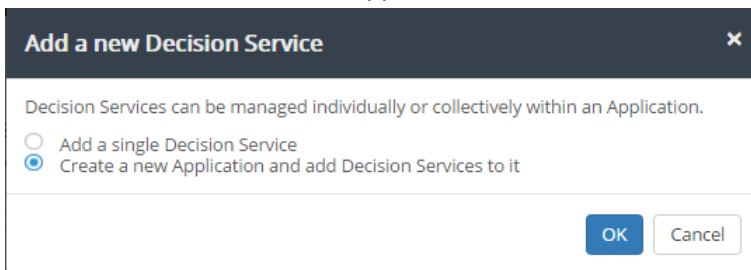 Add a new Decision Service ×
Decision Services can be managed individually or collectively within an Application.
Add a single Decision Service
Create a new Application and add Decision Services to it
OK Cancel